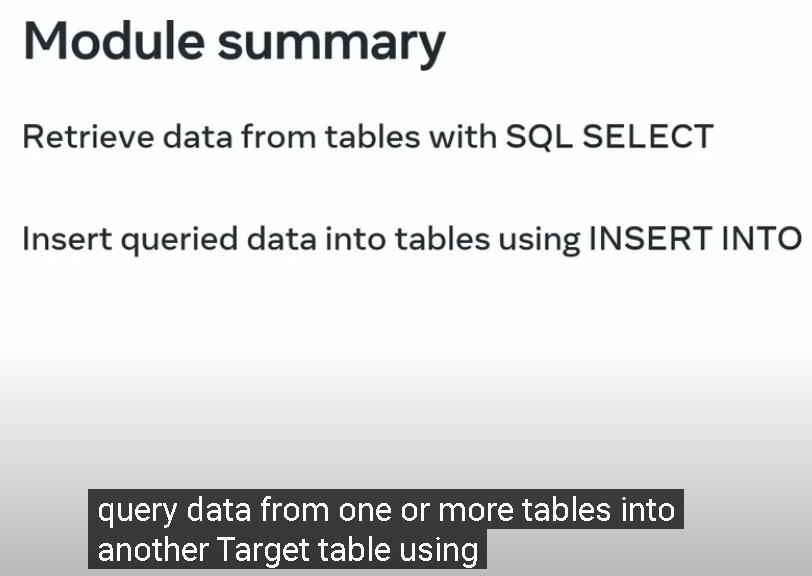 Module summary
Retrieve data from tables with SQL SELECT
Insert queried data into tables using INSERT INTO
query data from one or more tables into
another Target table using